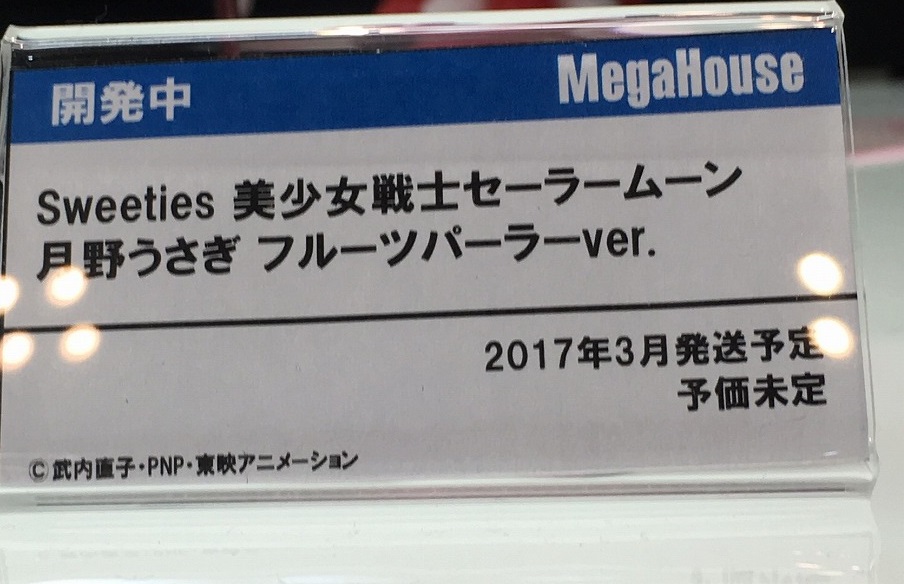 開発中 MegaHouse
Sweeties 美少女戦士セーラームーン
月野うさぎ フルーツパーラーver.
2017年3月発送予定
予価未定
©武内直子・PNP・東映アニメーション